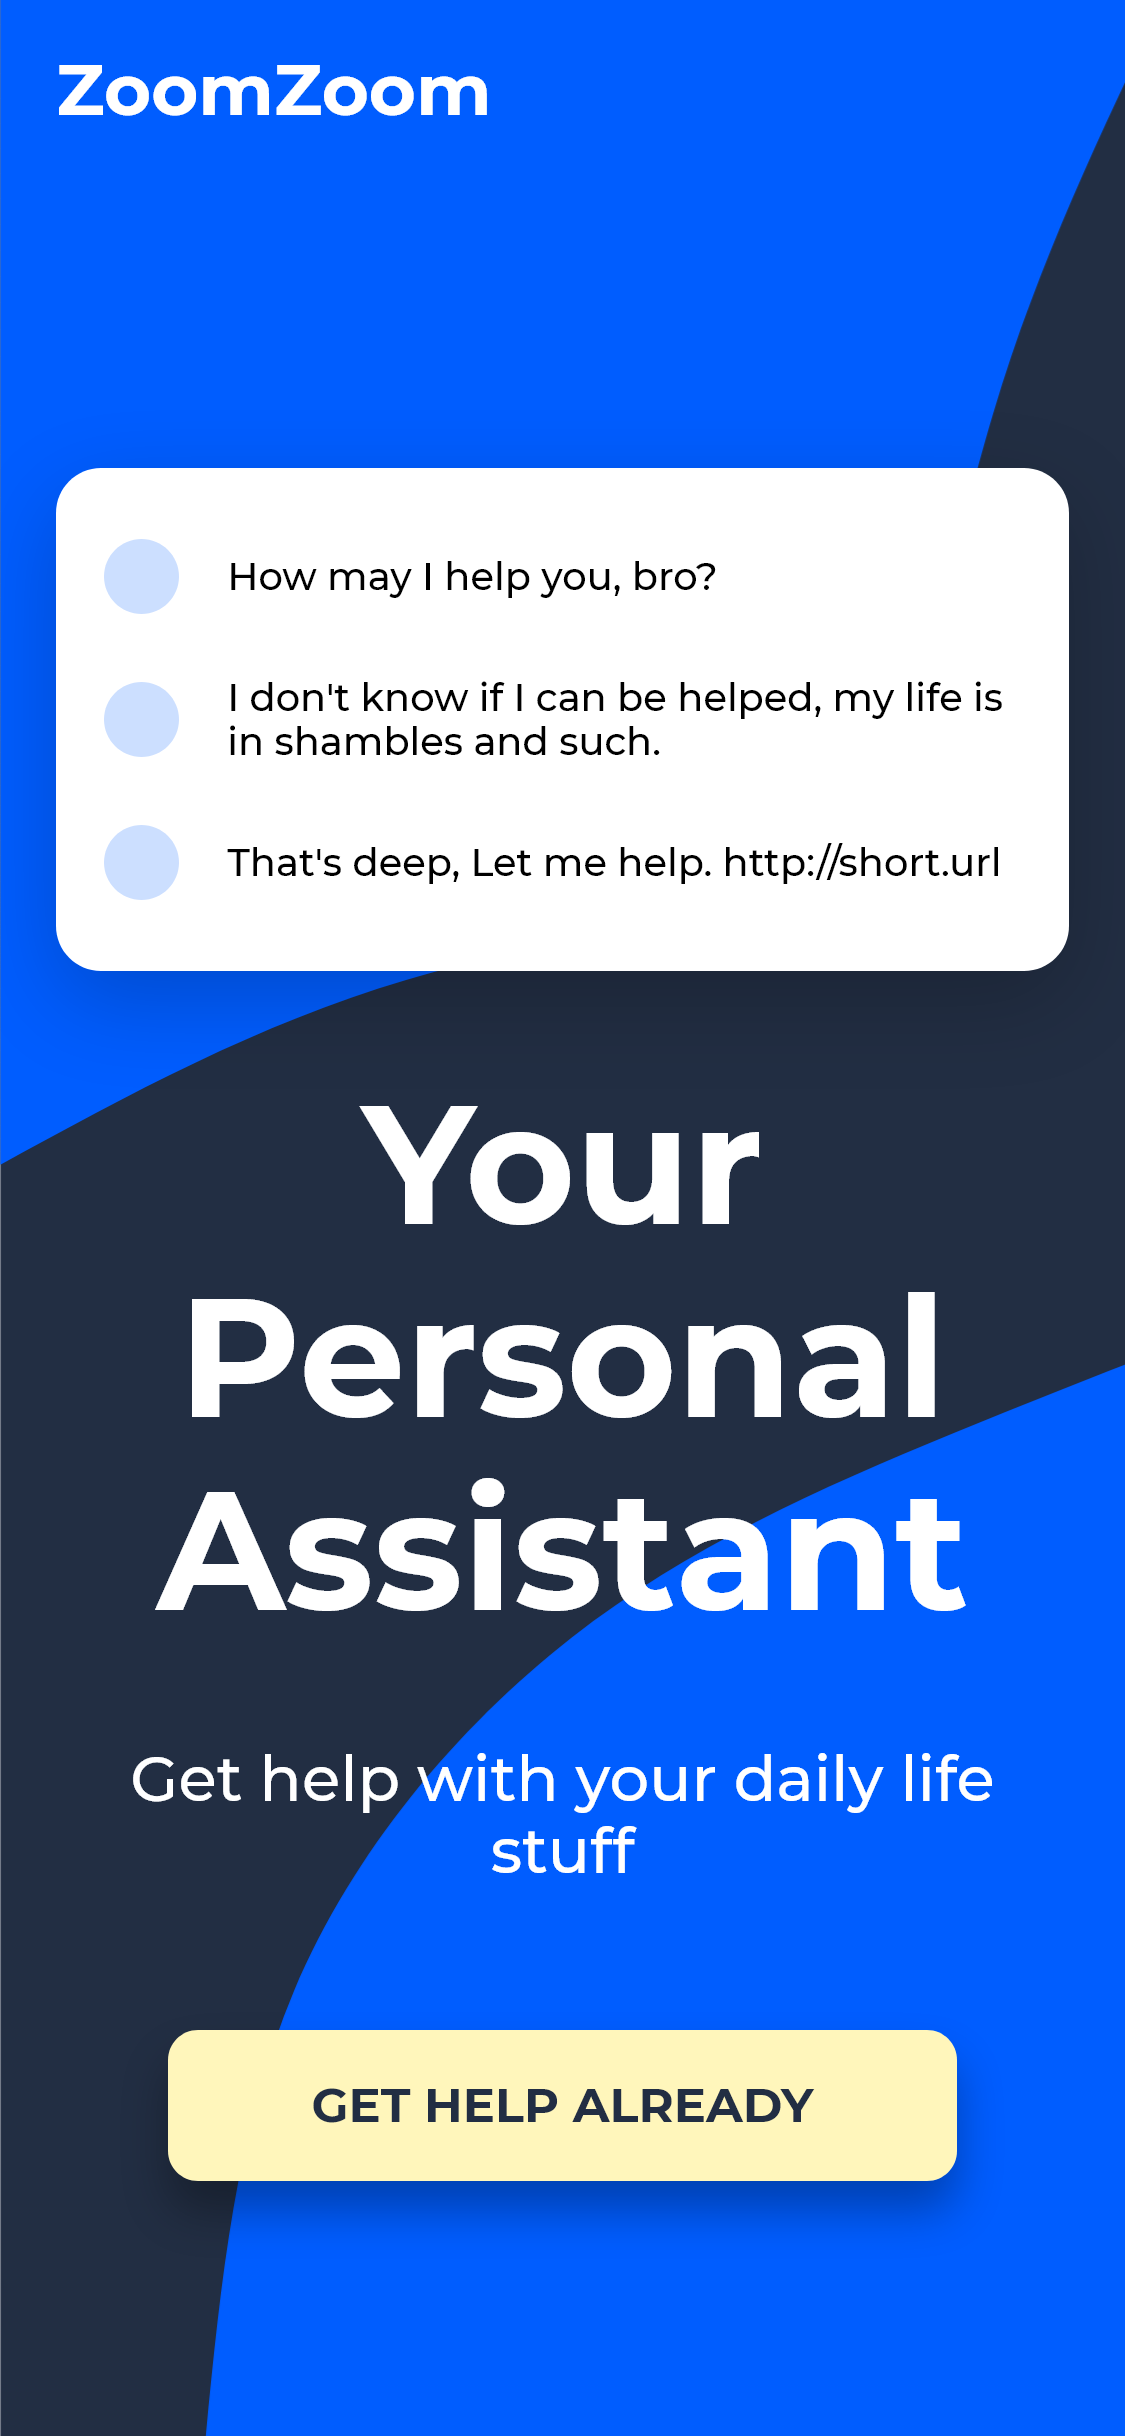 ZoomZoom
How may I help you, bro?
I don't know if I can be helped, my life is
in shambles and such.
That's deep, Let me help. http://short.url
Your
Personal
Assistant
Get help with your daily life
stuff
GET HELP ALREADY